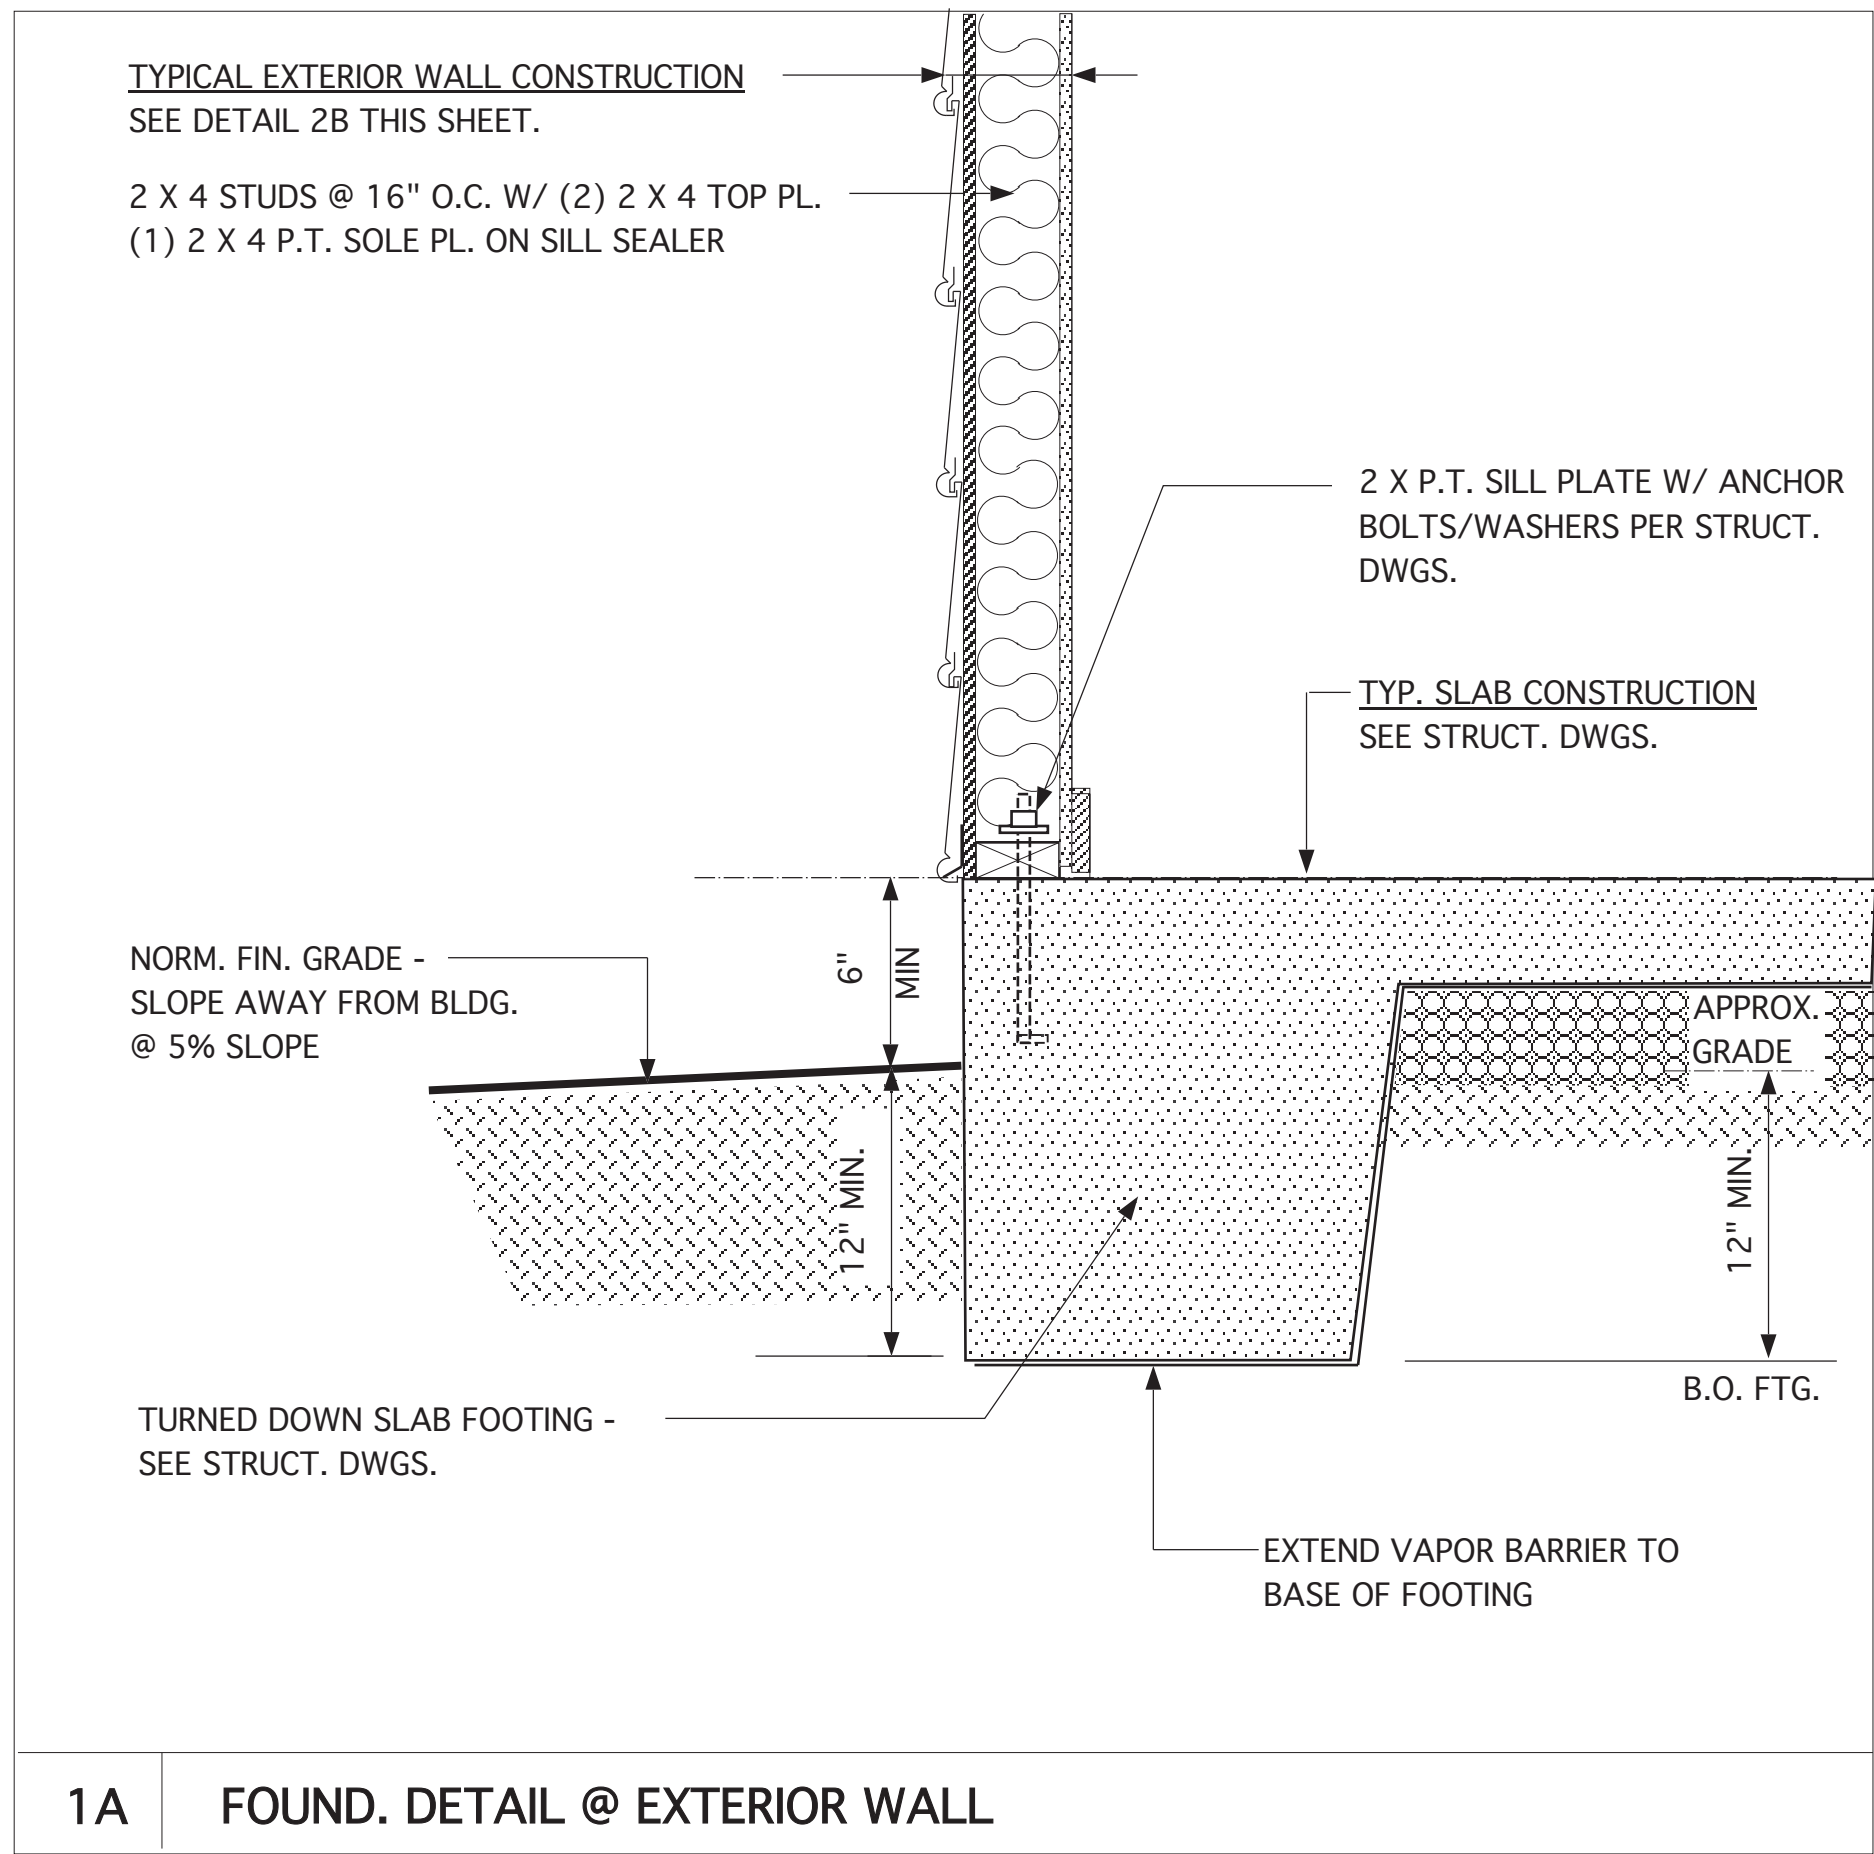 TYPICAL EXTERIOR WALL CONSTRUCTION
SEE DETAIL 2B THIS SHEET.
2 X 4 STUDS @ 16" O.C. W/ (2) 2 X 4 TOP PL.
(1) 2 X 4 P.T. SOLE PL. ON SILL SEALER
2 X P.T. SILL PLATE W/ ANCHOR
BOLTS/WASHERS PER STRUCT.
DWGS.
TYP. SLAB CONSTRUCTION
SEE STRUCT. DWGS.
NORM. FIN. GRADE -
SLOPE AWAY FROM BLDG.
@ 5% SLOPE
6"
MIN
APPROX.
GRADE
12" MIN.
12" MIN.
B.O. FTG.
TURNED DOWN SLAB FOOTING -
SEE STRUCT. DWGS.
EXTEND VAPOR BARRIER TO
BASE OF FOOTING
1A
FOUND. DETAIL @ EXTERIOR WALL